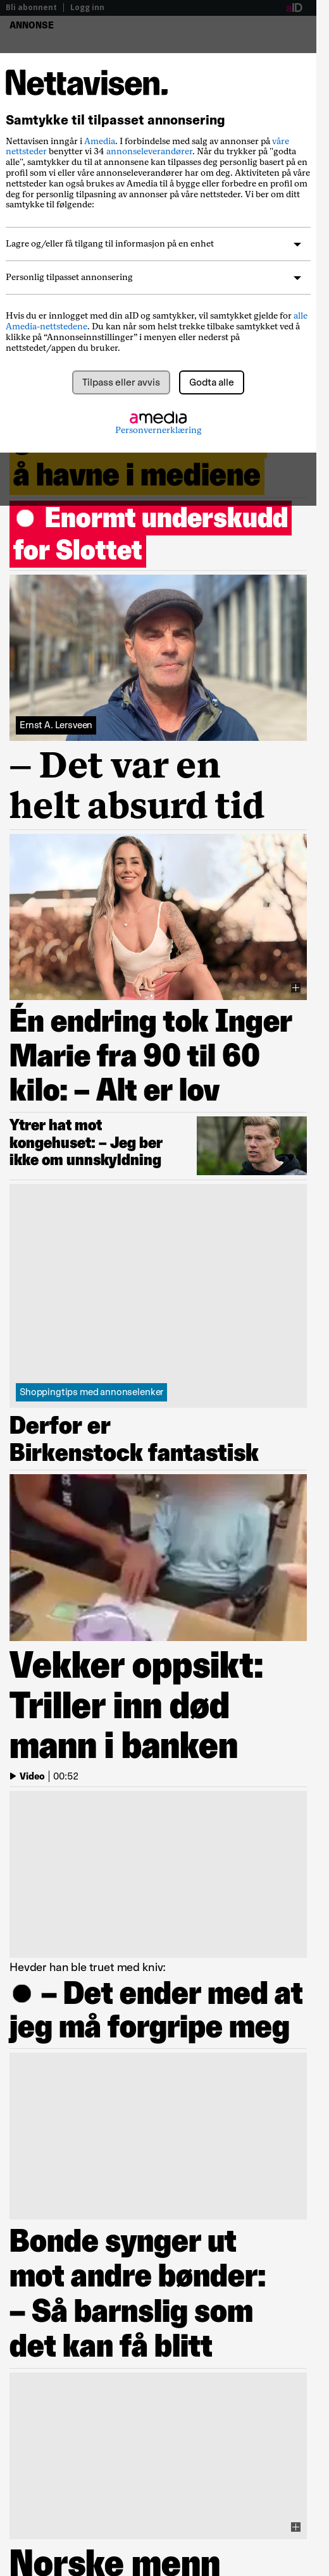 Bli abonnent | Logg inn aID
ANNONSE
Nettavisen.
Samtykke til tilpasset annonsering
Nettavisen inngår i Amedia. I forbindelse med salg av annonser på våre
nettsteder benytter vi 34 annonseleverandører. Når du trykker på "godta
alle", samtykker du til at annonsene kan tilpasses deg personlig basert på en
profil som vi eller våre annonseleverandører har om deg. Aktiviteten på våre
nettsteder kan også brukes av Amedia til å bygge eller forbedre en profil om
deg for personlig tilpasning av annonser på våre nettsteder. Vi ber om ditt
samtykke til følgende:
Lagre og/eller få tilgang til informasjon på en enhet
Personlig tilpasset annonsering
Hvis du er innlogget med din aID og samtykker, vil samtykket gjelde for alle
Amedia-nettstedene. Du kan når som helst trekke tilbake samtykket ved å
klikke på “Annonseinnstillinger” i menyen eller nederst på
nettstedet/appen du bruker.
Tilpass eller avvis Godta alle
amedia
Personvernerklæring
å havne i mediene
Enormt underskudd
for Slottet
Ernst A. Lersveen
– Det var en
helt absurd tid
Én endring tok Inger
Marie fra 90 til 60
kilo: – Alt er lov
Ytrer hat mot
kongehuset: – Jeg ber
ikke om unnskyldning
Shoppingtips med annonselenker
Derfor er
Birkenstock fantastisk
Vekker oppsikt:
Triller inn død
mann i banken
Video | 00:52
Hevder han ble truet med kniv:
– Det ender med at
jeg må forgripe meg
Bonde synger ut
mot andre bønder:
– Så barnslig som
det kan få blitt
Norske menn